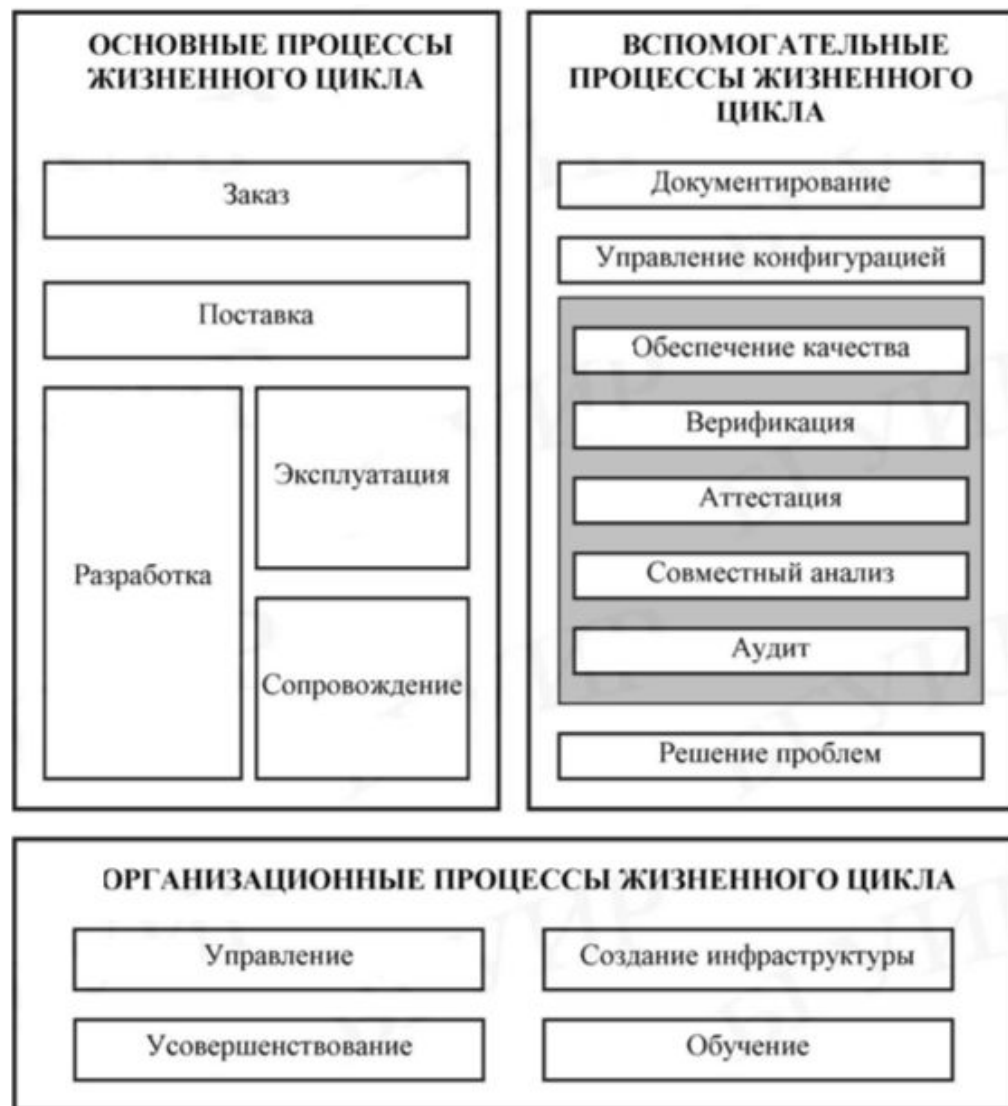 ОСНОВНЫЕ ПРОЦЕССЫ
ЖИЗНЕННОГО ЦИКЛА
Заказ
Поставка
Разработка
Эксплуатация
Сопровождение
ВСПОМОГАТЕЛЬНЫЕ
ПРОЦЕССЫ ЖИЗНЕННОГО
ЦИКЛА
Документирование
Управление конфигурацией
Обеспечение качества
Верификация
Аттестация
Совместный анализ
Аудит
Решение проблем
ОРГАНИЗАЦИОННЫЕ ПРОЦЕССЫ ЖИЗНЕННОГО ЦИКЛА
Управление
Создание инфраструктуры
Усовершенствование
Обучение